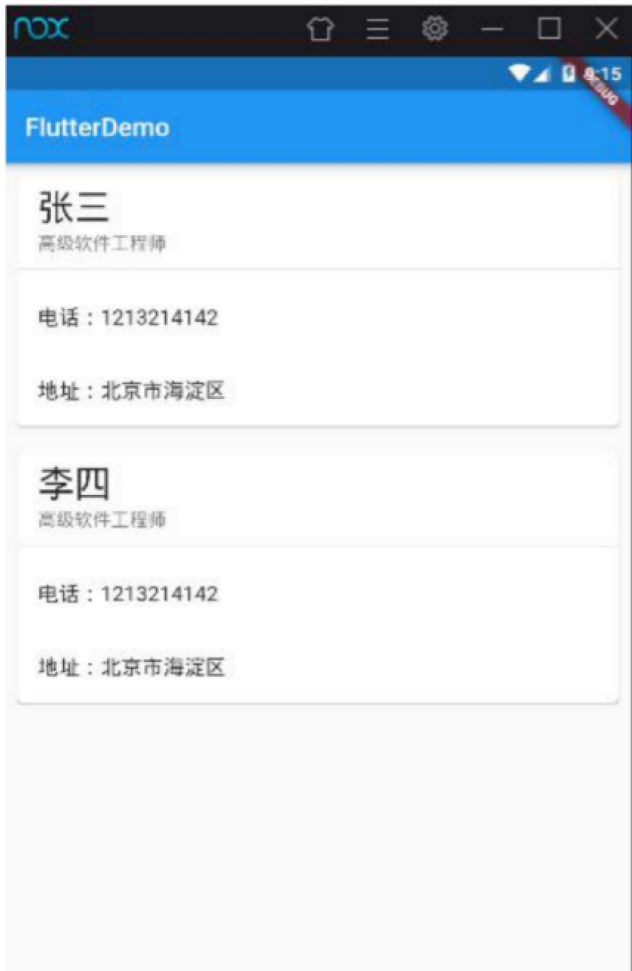 nox
9:15
DEBUG
FlutterDemo
张三
高级软件工程师
电话：1213214142
地址：北京市海淀区
李四
高级软件工程师
电话：1213214142
地址：北京市海淀区